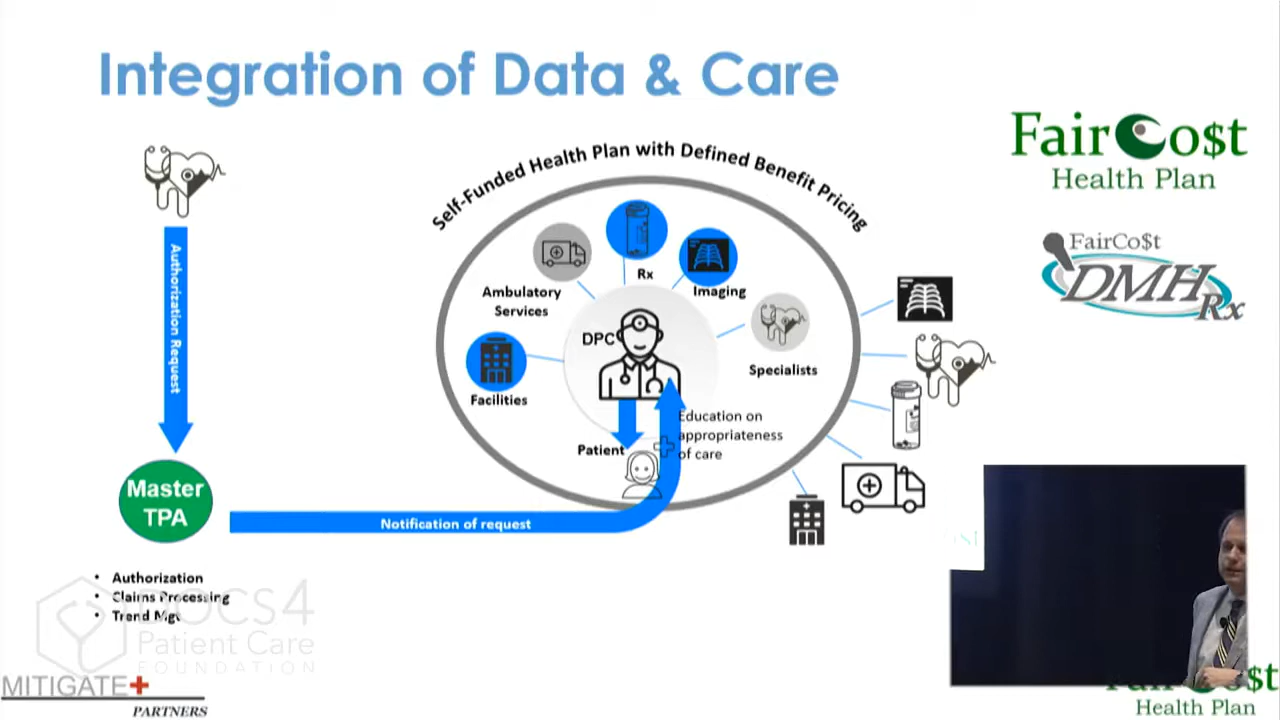 Integration of Data & Care
FairCo$t
Health Plan
FairCo$t
DMH
Rx
Self-Funded Health Plan with Defined Benefit Pricing
Authorization Request
Ambulatory
Services
Rx
Imaging
DPC
Specialists
Facilities
Education on
appropriateness
of care
Patient
Master
TPA
Notification of request
• Authorization
• Claims Processing
• Trend Mgt
DOCS4
Patient Care
FOUNDATION
MITIGATE+
PARTNERS
FairCo$t
Health Plan